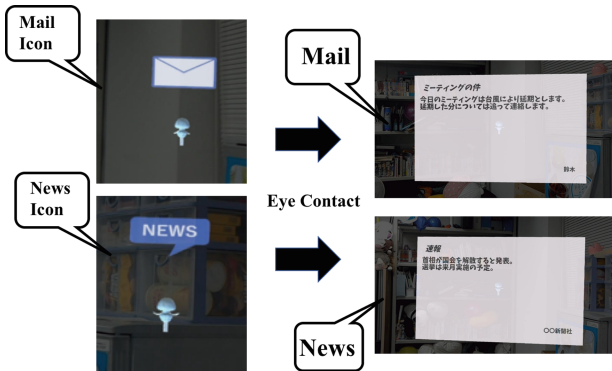 Mail
Icon
Mail
ミーティングの件
今日のミーティングは台風により延期とします。
延期した分については追って連絡します。
鈴木
News
Icon
NEWS
Eye Contact
速報
首相が国会を解散すると発表。
選挙は来月実施の予定。
〇〇新聞社
News